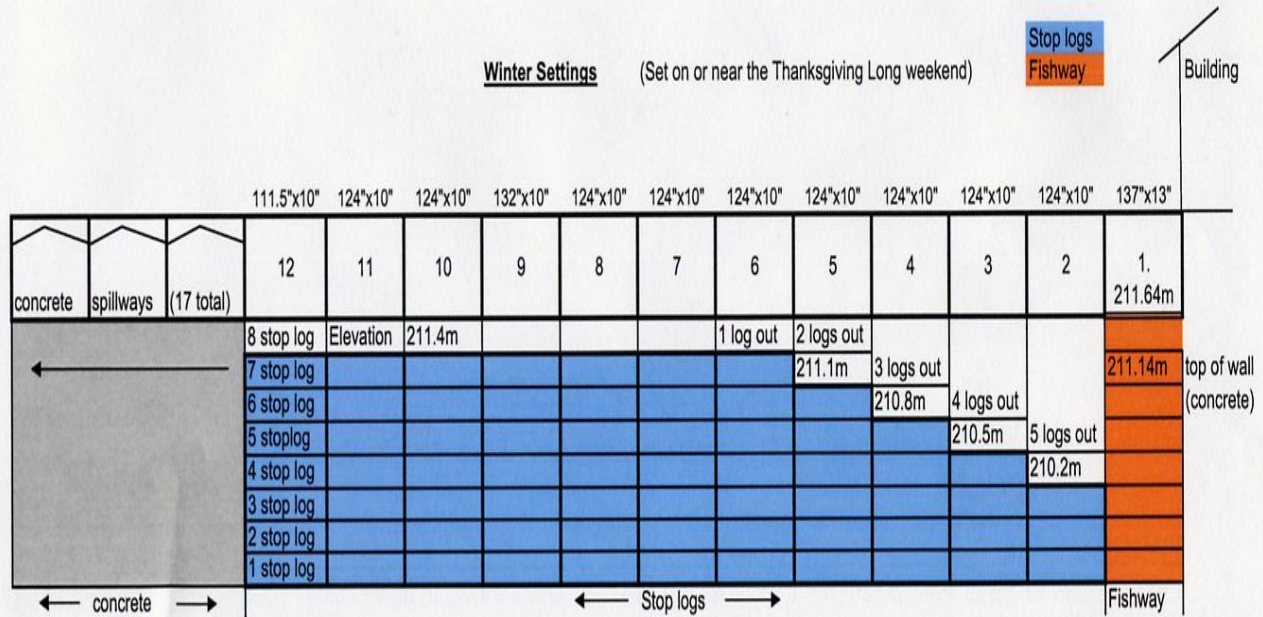 Stop logs
Winter Settings (Set on or near the Thanksgiving Long weekend) Fishway Building
111.5"x10" 124"x10" 124"x10" 132"x10" 124"x10" 124"x10" 124"x10" 124"x10" 124"x10" 124"x10" 124"x10" 137"x13"
12 11 10 9 8 7 6 5 4 3 2 1.
concrete spillways (17 total) 211.64m
8 stop log Elevation 211.4m 1 log out 2 logs out
7 stop log 211.1m 3 logs out 211.14m top of wall
6 stop log 210.8m 4 logs out (concrete)
5 stoplog 210.5m 5 logs out
4 stop log 210.2m
3 stop log
2 stop log
1 stop log
concrete Stop logs Fishway